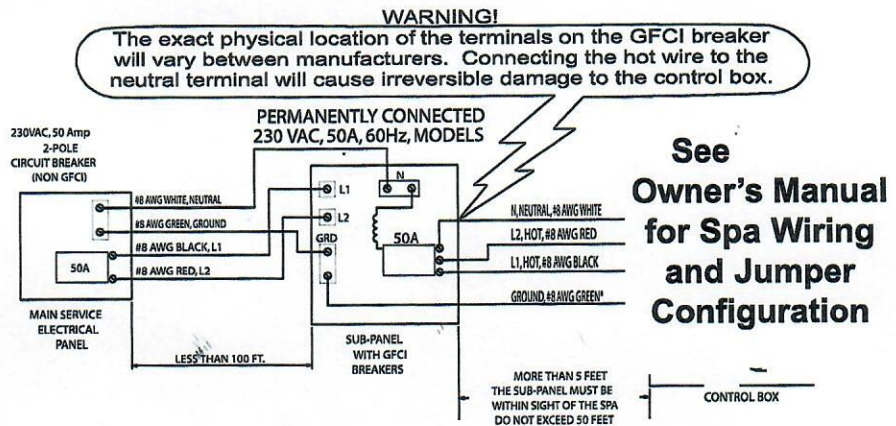 WARNING!
The exact physical location of the terminals on the GFCI breaker
will vary between manufacturers. Connecting the hot wire to the
neutral terminal will cause irreversible damage to the control box.
PERMANENTLY CONNECTED
230 VAC, 50A, 60Hz, MODELS
230VAC, 50 Amp
2-POLE
CIRCUIT BREAKER
(NON GFCI)
#8 AWG WHITE, NEUTRAL
#8 AWG GREEN, GROUND
#8 AWG BLACK, L1
#8 AWG RED, L2
50A
MAIN SERVICE
ELECTRICAL
PANEL
LESS THAN 100 FT.
N
L1
L2
GRD
50A
SUB-PANEL
WITH GFCI
BREAKERS
N, NEUTRAL, #8 AWG WHITE
L2, HOT, #8 AWG RED
L1, HOT, #8 AWG BLACK
GROUND, #8 AWG GREEN*
See
Owner's Manual
for Spa Wiring
and Jumper
Configuration
MORE THAN 5 FEET
THE SUB-PANEL MUST BE
WITHIN SIGHT OF THE SPA
DO NOT EXCEED 50 FEET
CONTROL BOX